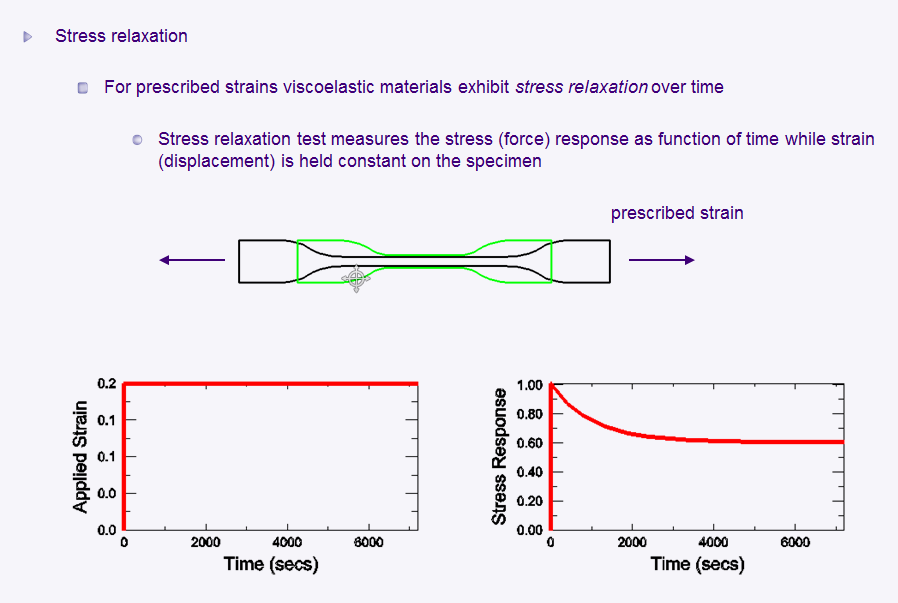 Stress relaxation
For prescribed strains viscoelastic materials exhibit stress relaxation over time
Stress relaxation test measures the stress (force) response as function of time while strain
(displacement) is held constant on the specimen
prescribed strain
0.2
0.1
0.1
0.0
0.0
Applied Strain
0 2000 4000 6000
Time (secs)
1.00
0.80
0.60
0.40
0.20
0.00
Stress Response
0 2000 4000 6000
Time (secs)